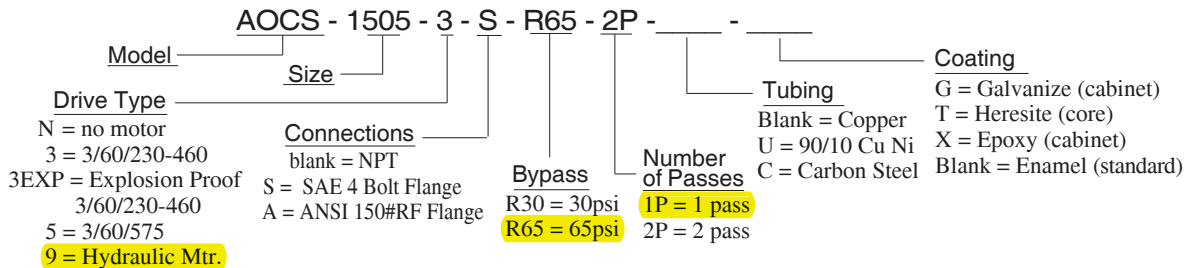 AOCS - 1505 - 3 - S - R65 - 2P - ____ - ____
Model
Size
Drive Type
N = no motor
3 = 3/60/230-460
3EXP = Explosion Proof
3/60/230-460
5 = 3/60/575
9 = Hydraulic Mtr.
Connections
blank = NPT
S = SAE 4 Bolt Flange
A = ANSI 150#RF Flange
Bypass
R30 = 30psi
R65 = 65psi
Number
of Passes
1P = 1 pass
2P = 2 pass
Tubing
Blank = Copper
U = 90/10 Cu Ni
C = Carbon Steel
Coating
G = Galvanize (cabinet)
T = Heresite (core)
X = Epoxy (cabinet)
Blank = Enamel (standard)